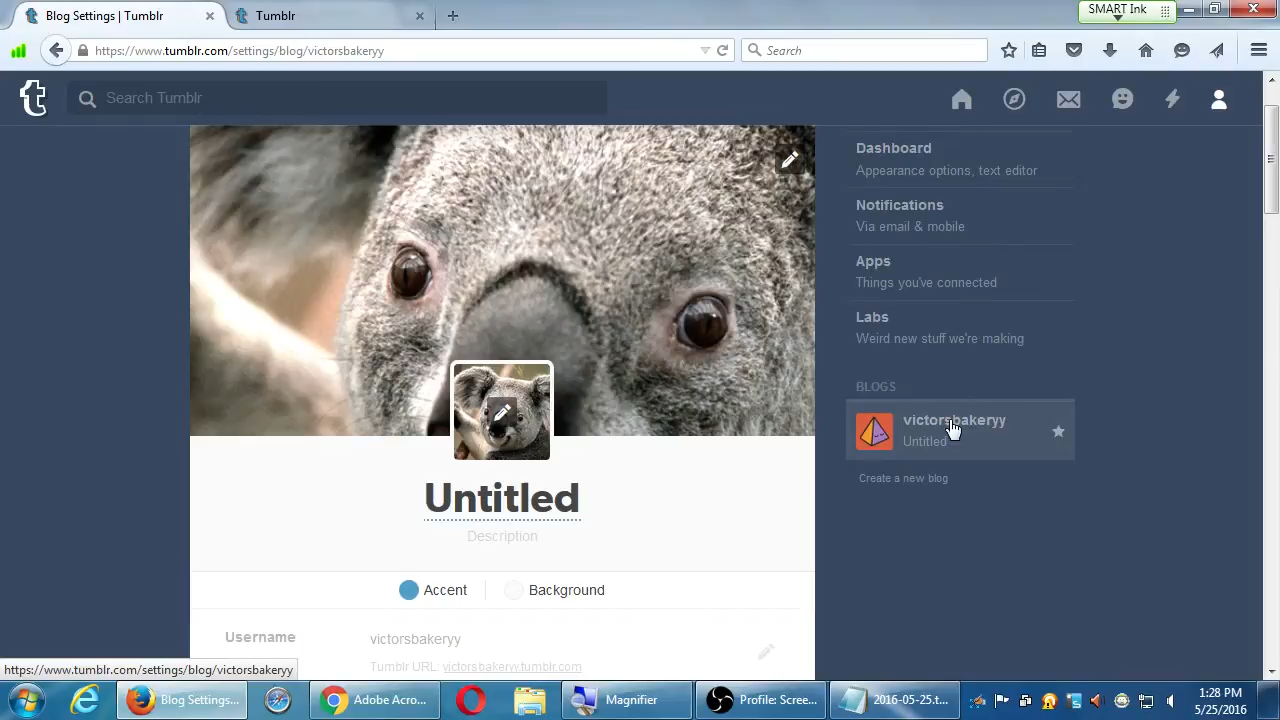 Blog Settings | Tumblr
Tumblr
SMART Ink
https://www.tumblr.com/settings/blog/victorsbakeryy
Search
t
Search Tumblr
Dashboard
Appearance options, text editor
Notifications
Via email & mobile
Apps
Things you've connected
Labs
Weird new stuff we're making
BLOGS
victorsbakeryy
Untitled
Create a new blog
Untitled
Description
Accent
Background
Username
victorsbakeryy
Tumblr URL: victorsbakeryy.tumblr.com
https://www.tumblr.com/settings/blog/victorsbakeryy
Blog Settings...
Adobe Acro...
Magnifier
Profile: Scree...
2016-05-25.t...
1:28 PM
5/25/2016